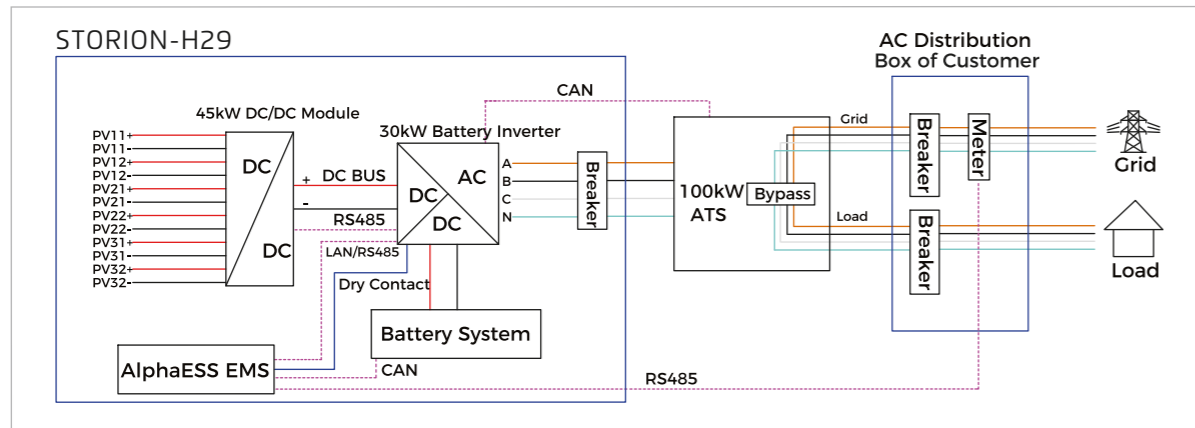 STORION-H29
AC Distribution
Box of Customer
45kW DC/DC Module
30kW Battery Inverter
CAN
PV11+
PV11-
PV12+
PV12-
PV21+
PV21-
PV22+
PV22-
PV31+
PV31-
PV32+
PV32-
DC
DC
+ DC BUS
-
RS485
LAN/RS485
Dry Contact
DC
AC
DC
A
B
C
N
Breaker
100kW
ATS
Bypass
Grid
Load
Breaker
Meter
Breaker
Grid
Load
Battery System
AlphaESS EMS
CAN
RS485